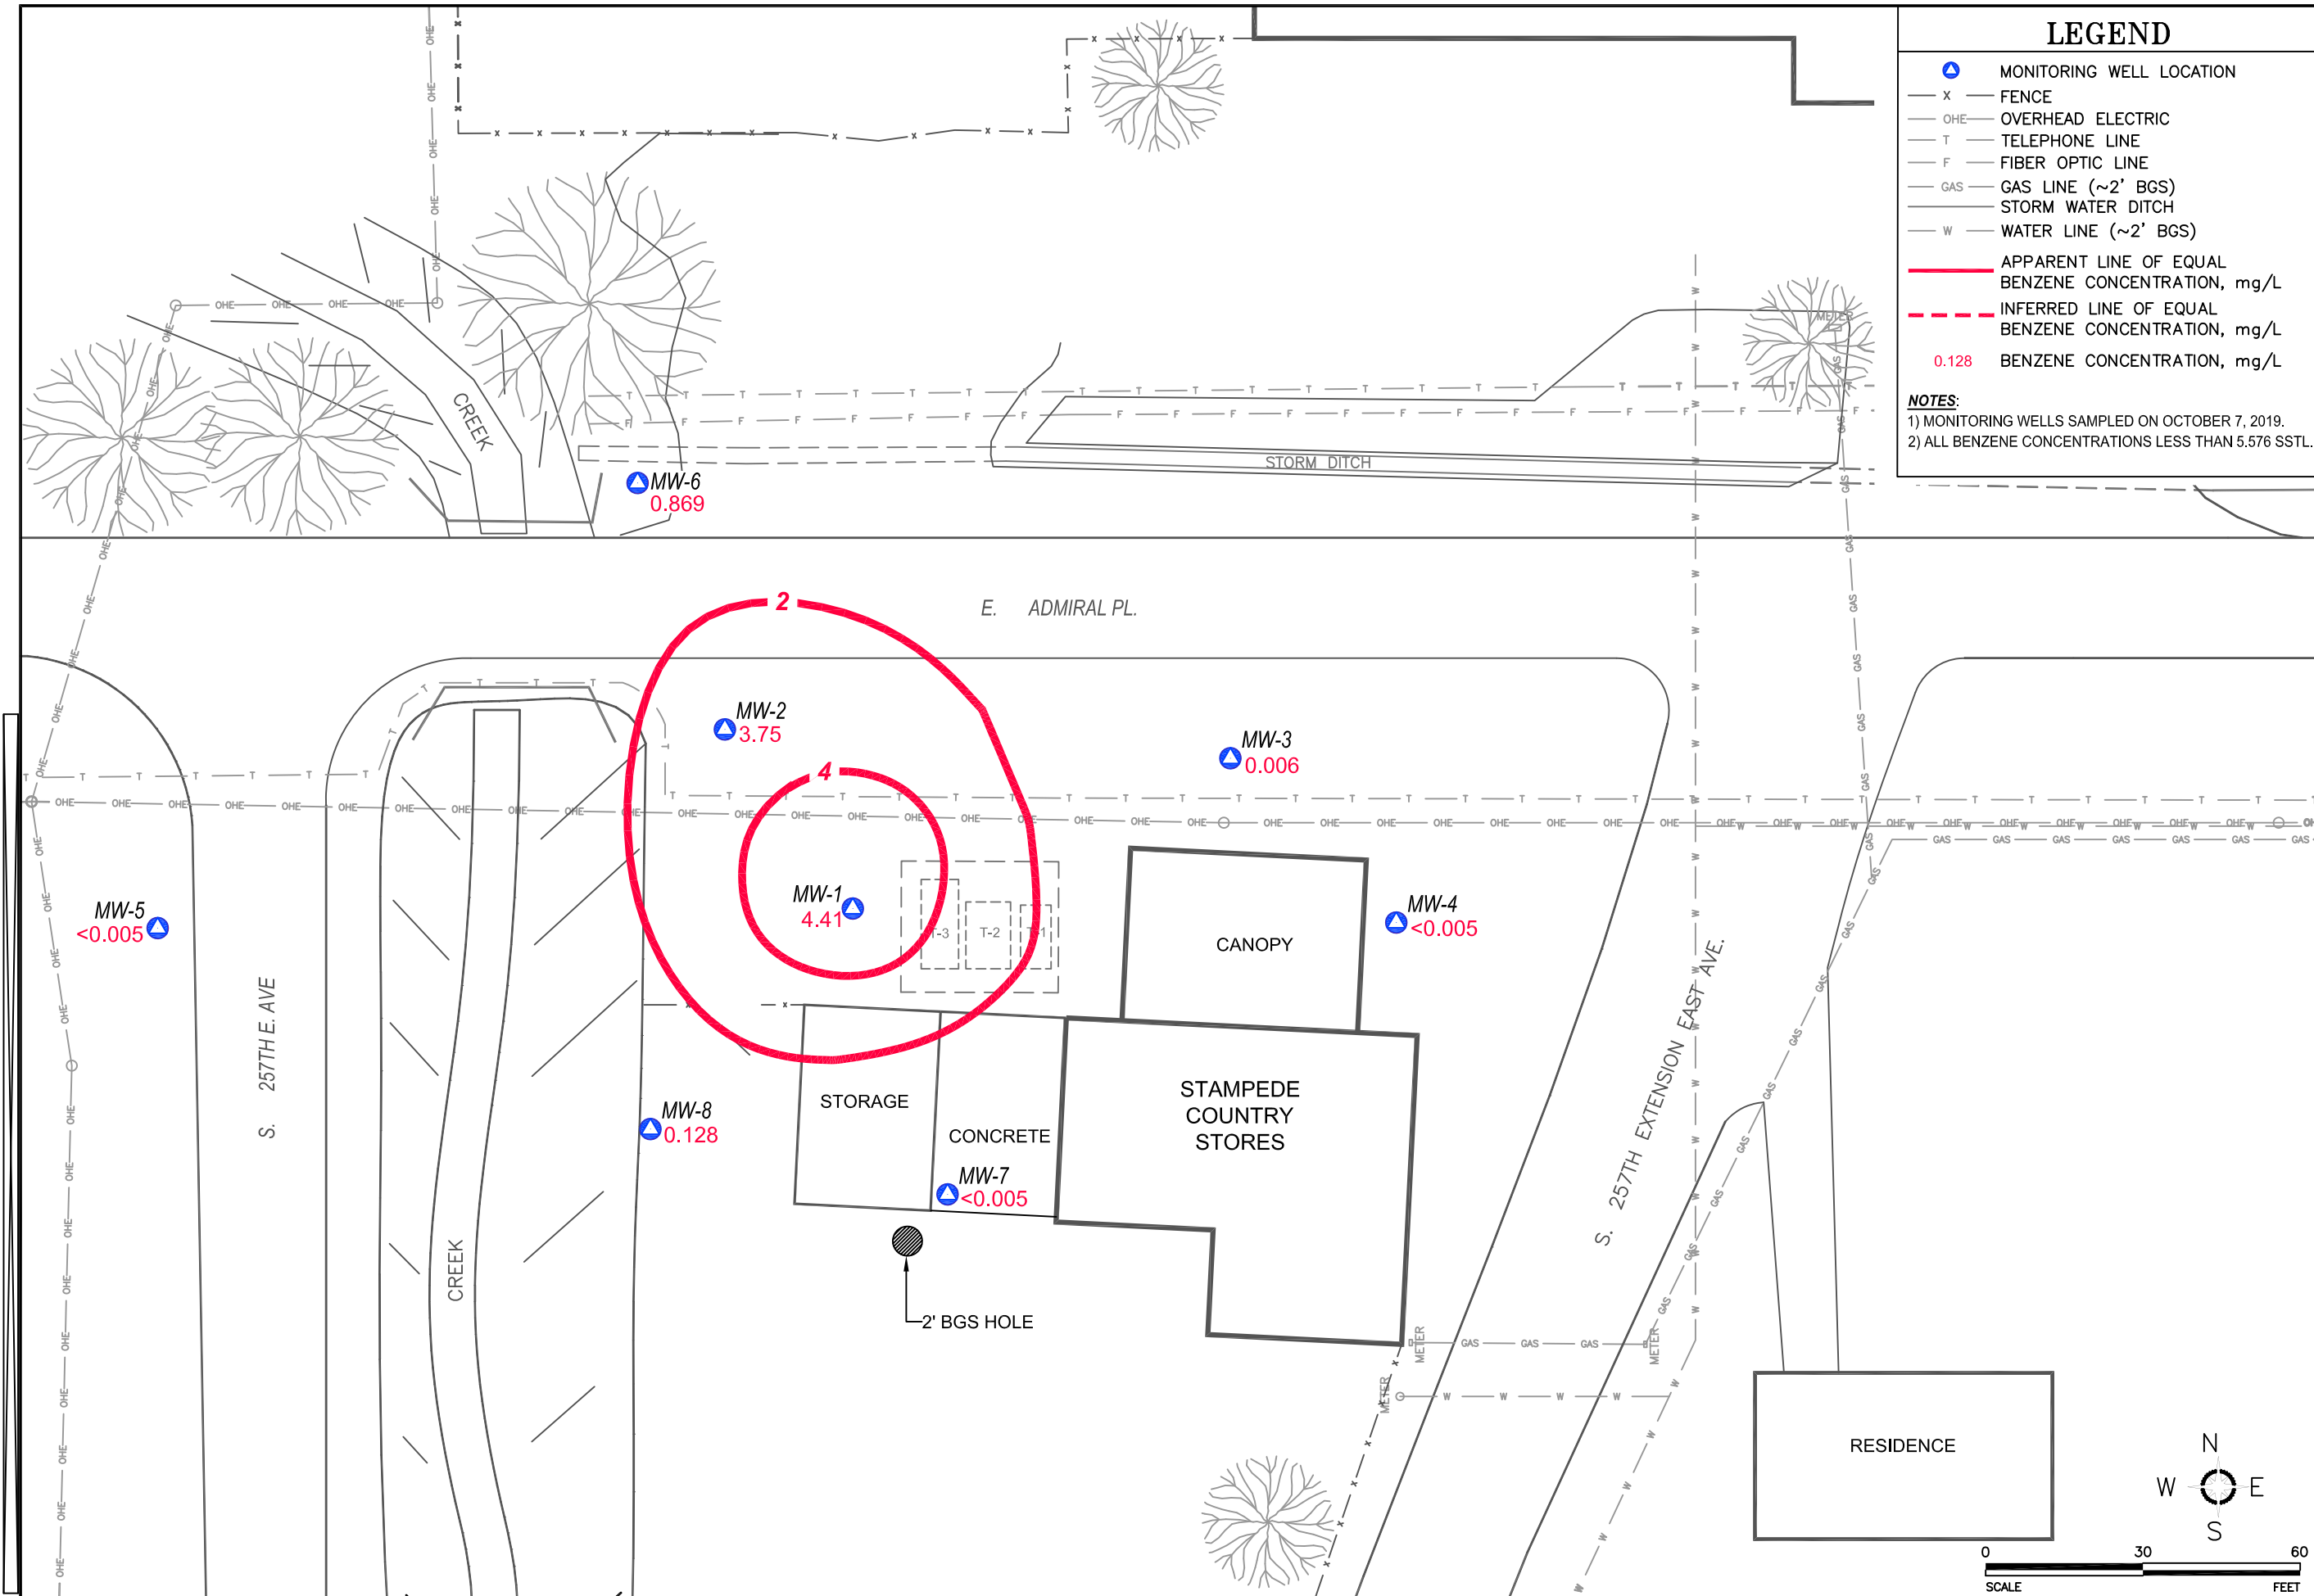 LEGEND
MONITORING WELL LOCATION
X FENCE
OHE OVERHEAD ELECTRIC
T TELEPHONE LINE
F FIBER OPTIC LINE
GAS GAS LINE (~2' BGS)
STORM WATER DITCH
W WATER LINE (~2' BGS)
APPARENT LINE OF EQUAL
BENZENE CONCENTRATION, mg/L
INFERRED LINE OF EQUAL
BENZENE CONCENTRATION, mg/L
0.128 BENZENE CONCENTRATION, mg/L
NOTES:
1) MONITORING WELLS SAMPLED ON OCTOBER 7, 2019.
2) ALL BENZENE CONCENTRATIONS LESS THAN 5.576 SSTL.
METER
CREEK
STORM DITCH
MW-6
0.869
E. ADMIRAL PL.
2
MW-2
3.75
4
MW-3
0.006
MW-1
4.41
T-3
T-2
T-1
MW-5
<0.005
MW-4
<0.005
CANOPY
S. 257TH E. AVE
S. 257TH EXTENSION EAST AVE.
STORAGE
CONCRETE
STAMPEDE
COUNTRY
STORES
MW-8
0.128
MW-7
<0.005
CREEK
2' BGS HOLE
METER
METER
METER
RESIDENCE
N
W E
S
0 30 60
SCALE FEET